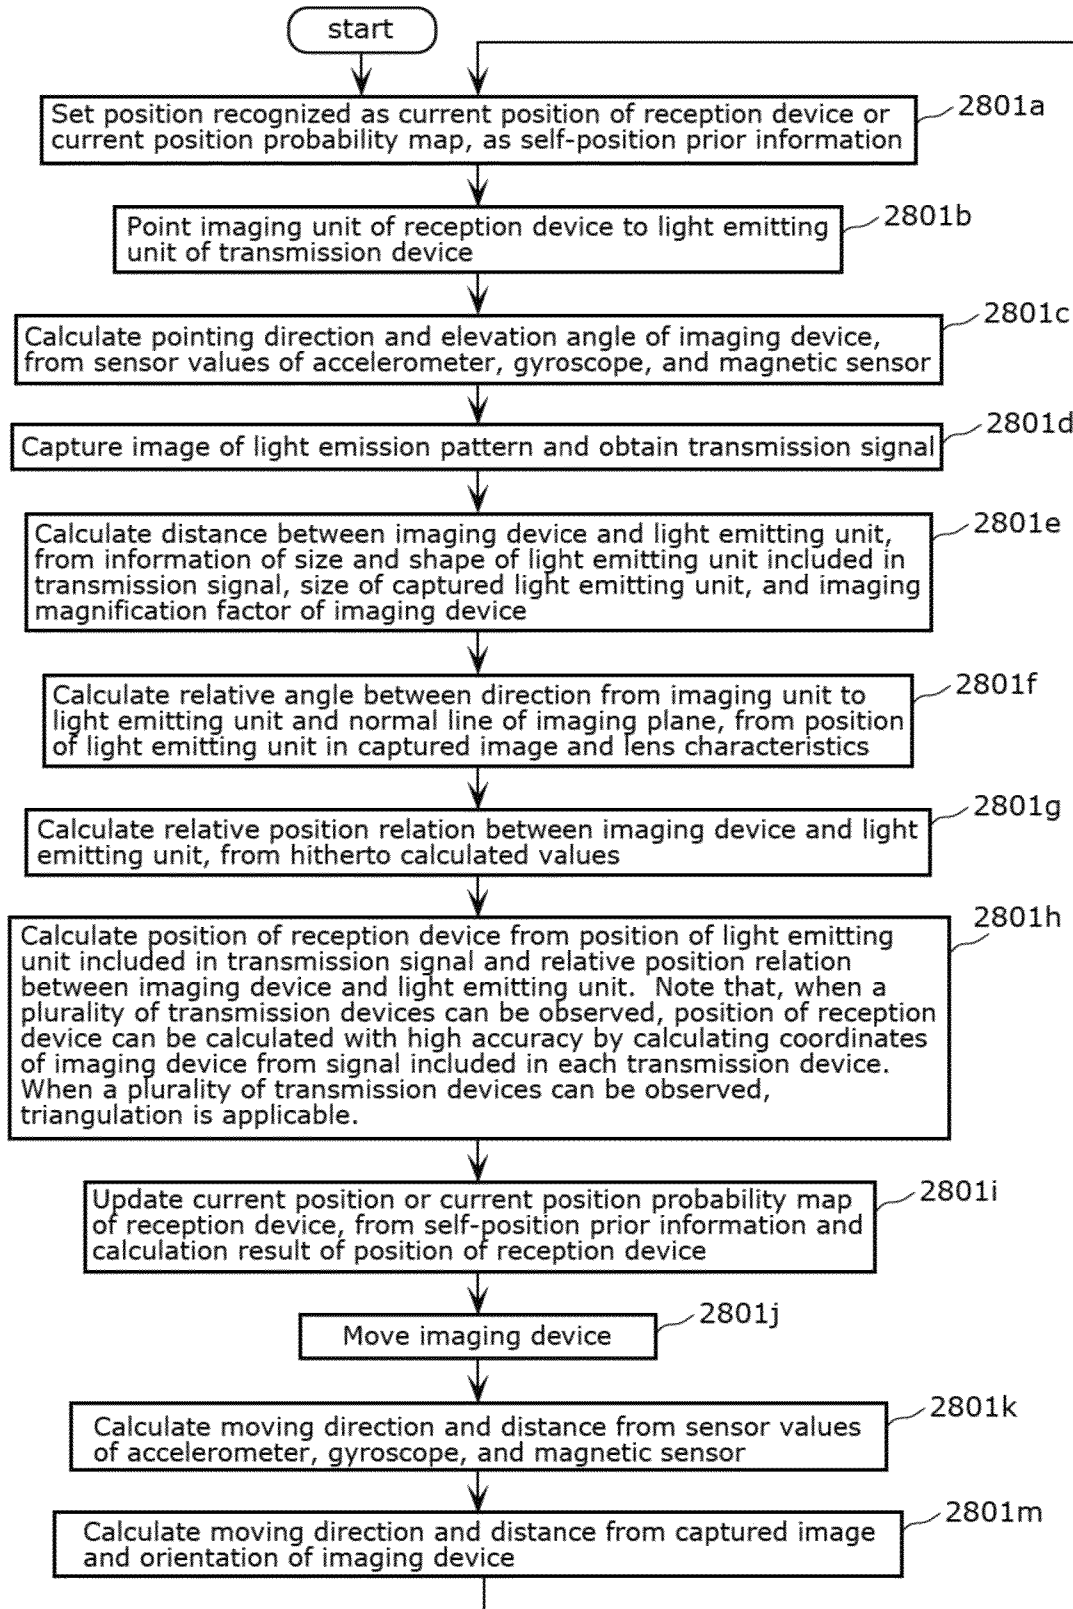 start
Set position recognized as current position of reception device or
current position probability map, as self-position prior information
2801a
Point imaging unit of reception device to light emitting
unit of transmission device
2801b
Calculate pointing direction and elevation angle of imaging device,
from sensor values of accelerometer, gyroscope, and magnetic sensor
2801c
Capture image of light emission pattern and obtain transmission signal
2801d
Calculate distance between imaging device and light emitting unit,
from information of size and shape of light emitting unit included in
transmission signal, size of captured light emitting unit, and imaging
magnification factor of imaging device
2801e
Calculate relative angle between direction from imaging unit to
light emitting unit and normal line of imaging plane, from position
of light emitting unit in captured image and lens characteristics
2801f
Calculate relative position relation between imaging device and light
emitting unit, from hitherto calculated values
2801g
Calculate position of reception device from position of light emitting
unit included in transmission signal and relative position relation
between imaging device and light emitting unit.  Note that, when a
plurality of transmission devices can be observed, position of reception
device can be calculated with high accuracy by calculating coordinates
of imaging device from signal included in each transmission device.
When a plurality of transmission devices can be observed,
triangulation is applicable.
2801h
Update current position or current position probability map
of reception device, from self-position prior information and
calculation result of position of reception device
2801i
Move imaging device
2801j
Calculate moving direction and distance from sensor values
of accelerometer, gyroscope, and magnetic sensor
2801k
Calculate moving direction and distance from captured image
and orientation of imaging device
2801m